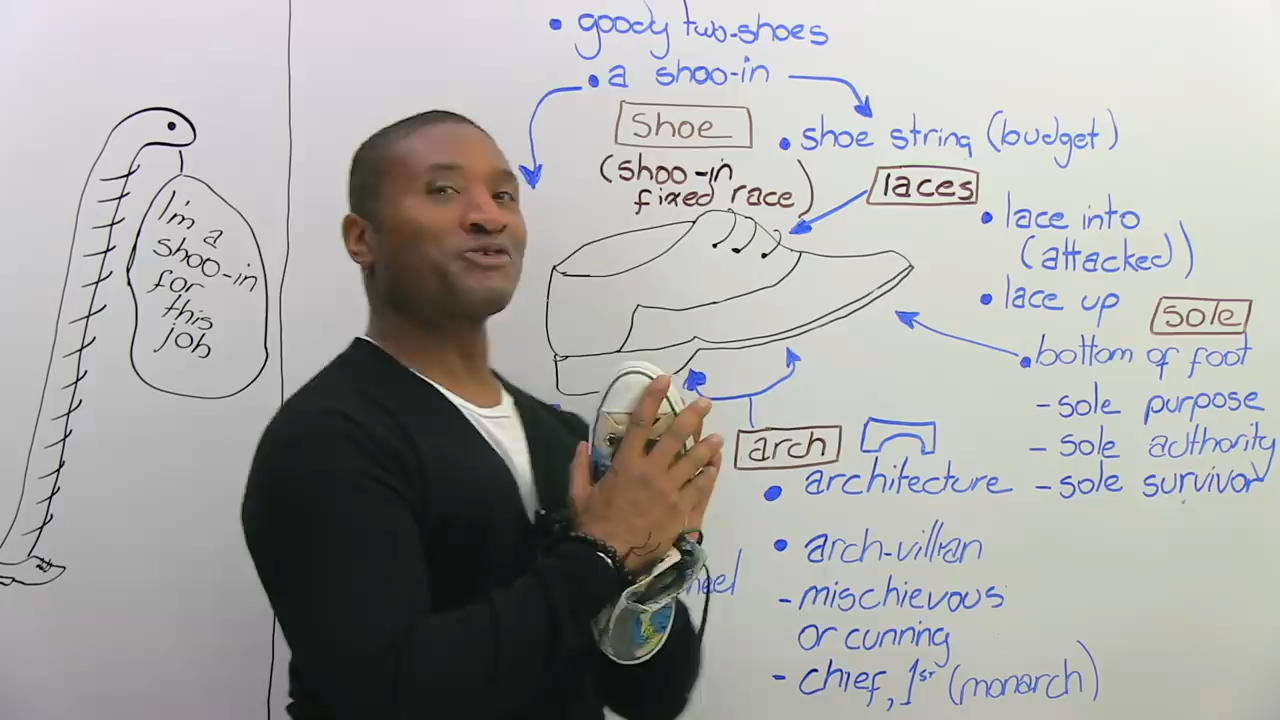 • goody two-shoes
• a shoo-in
Shoe
(shoo-in
fixed race)
• shoe string (budget)
laces
• lace into
(attacked)
• lace up
sole
• bottom of foot
- sole purpose
- sole authority
- sole survivor
arch
• architecture
• arch-villian
- mischievous
or cunning
- chief, 1st (monarch)
heel
I'm a
shoo-in
for
this
job